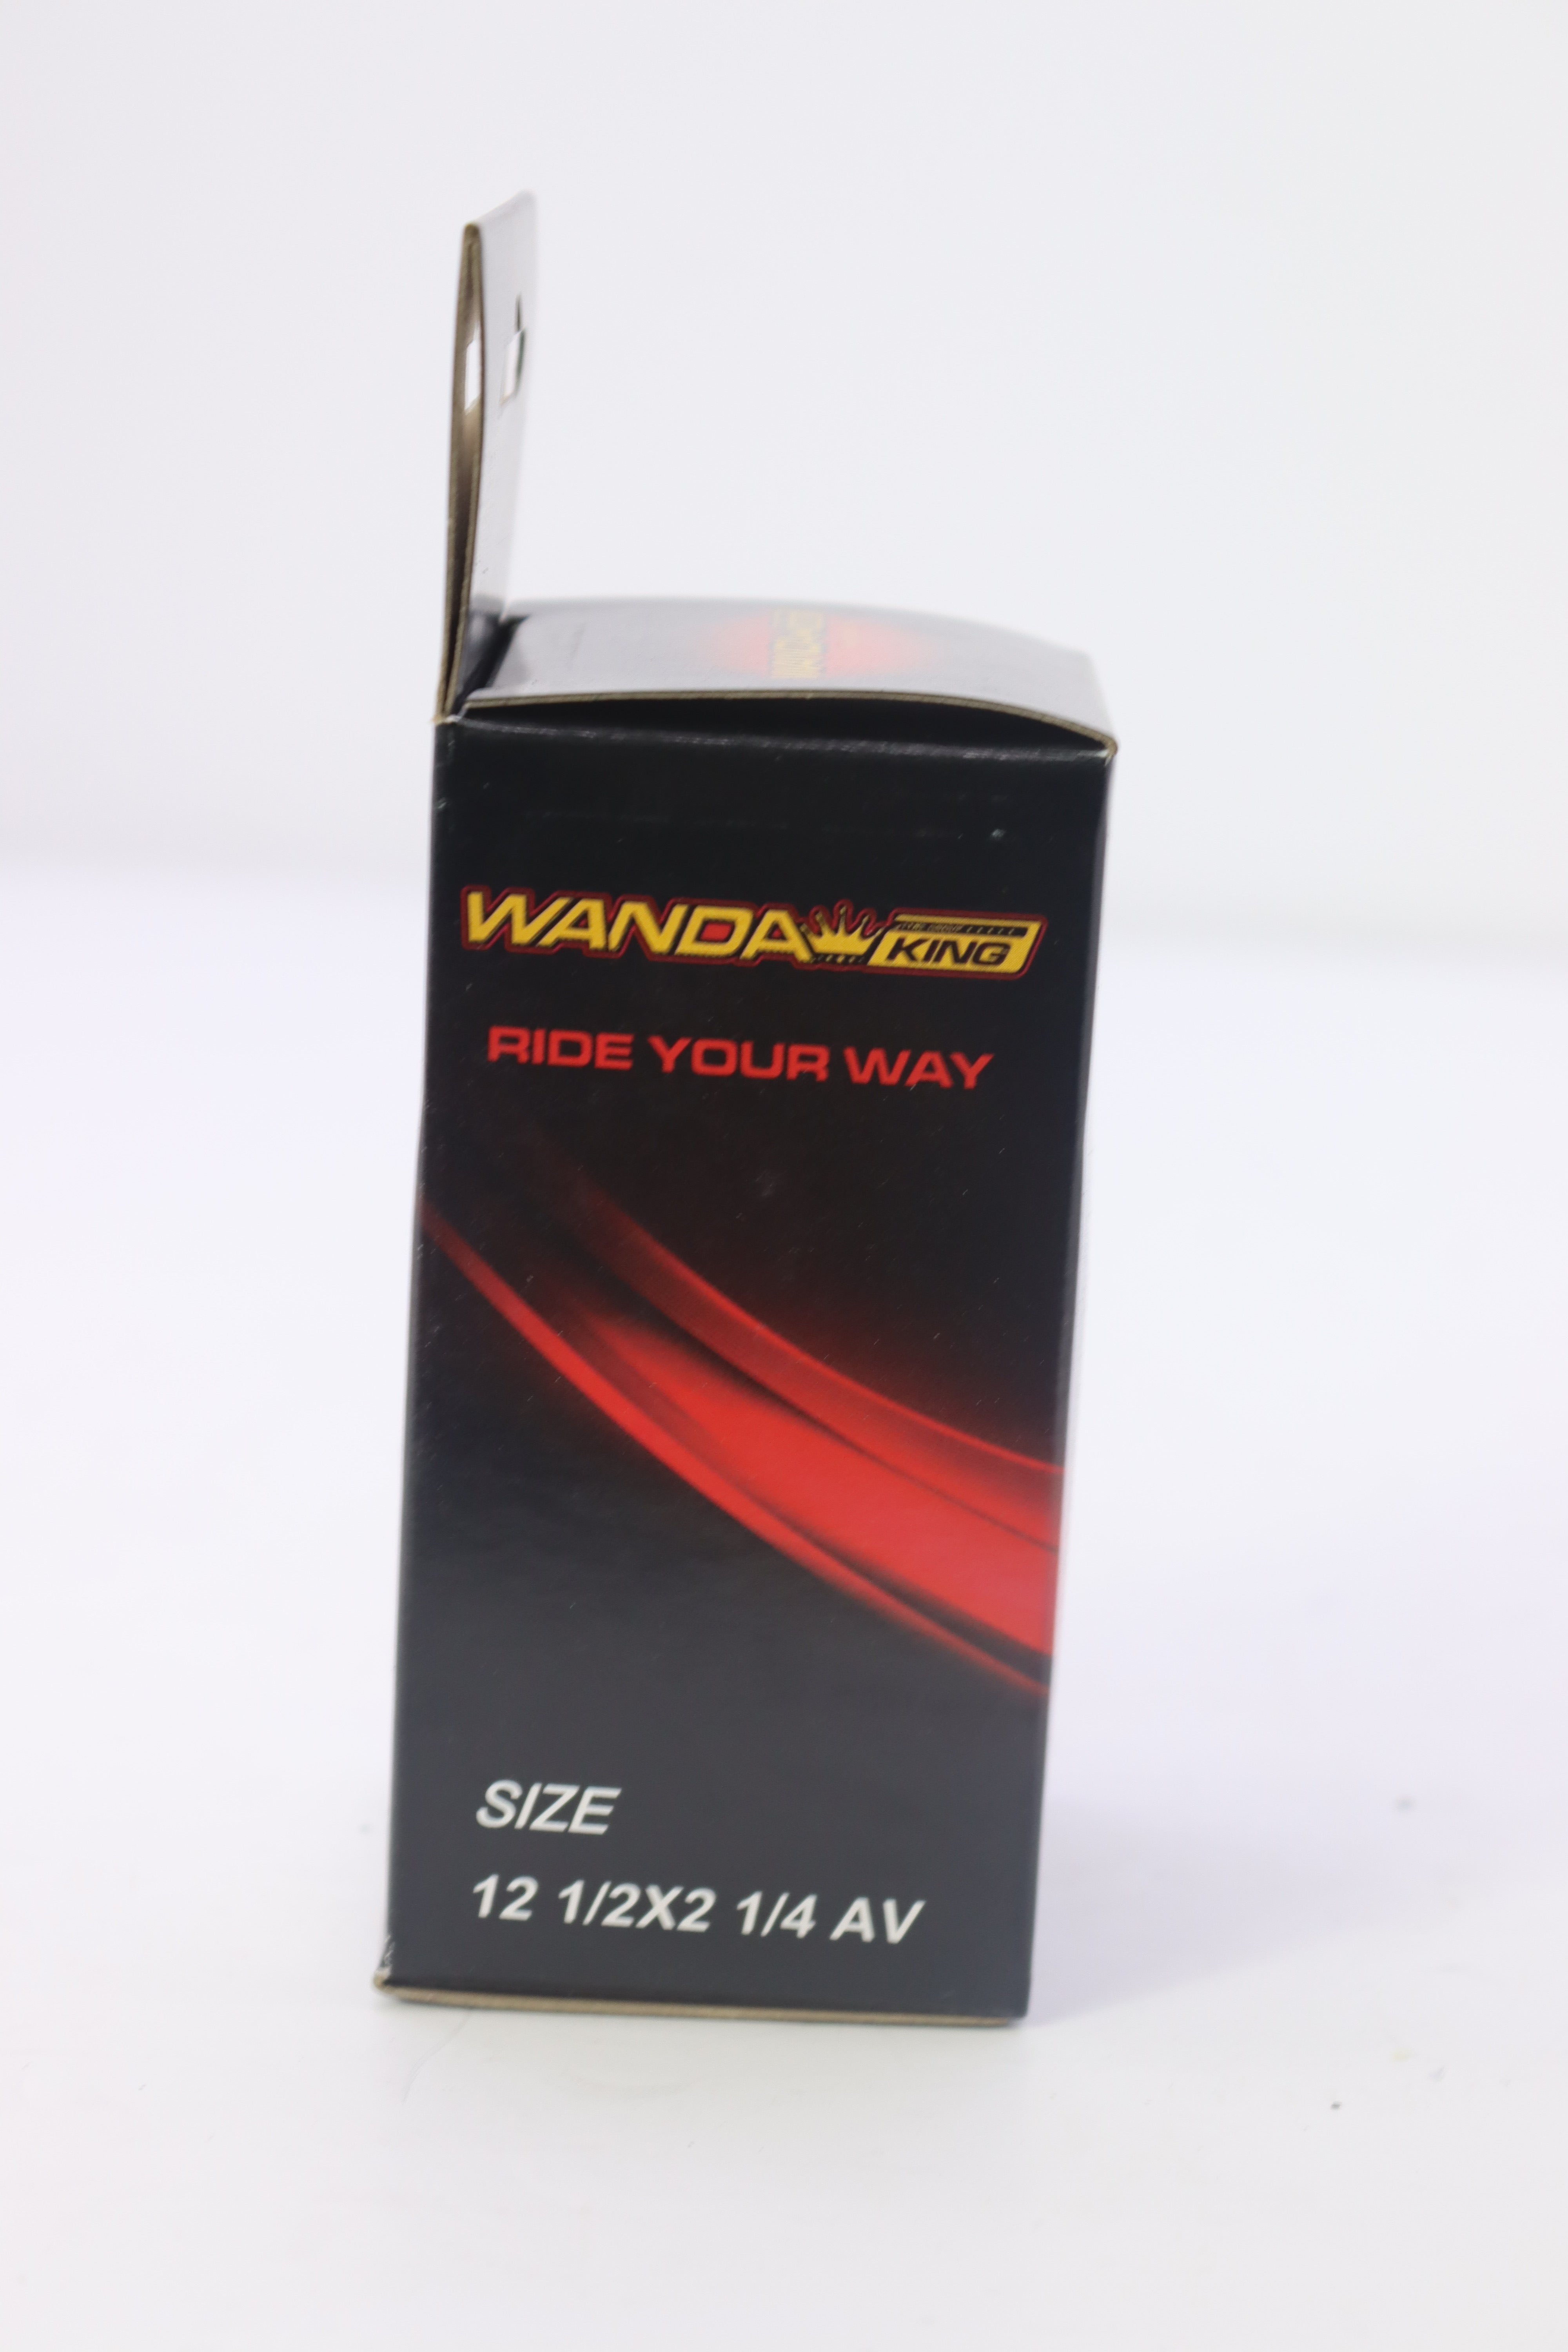 WANDA KING
RIDE YOUR WAY
SIZE
12 1/2X2 1/4 AV